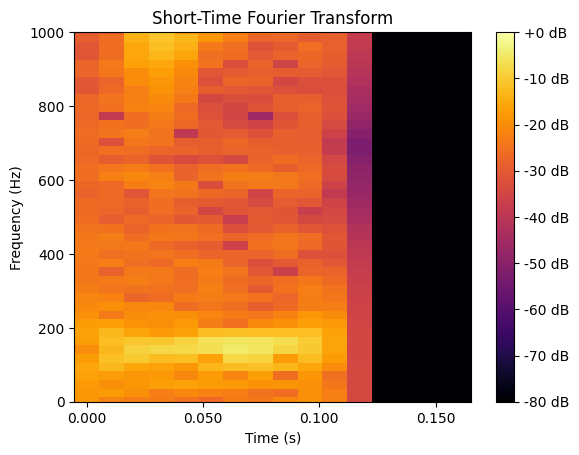 Short-Time Fourier Transform
Frequency (Hz)
1000
800
600
400
200
0
0.000
0.050
0.100
0.150
Time (s)
+0 dB
-10 dB
-20 dB
-30 dB
-40 dB
-50 dB
-60 dB
-70 dB
-80 dB